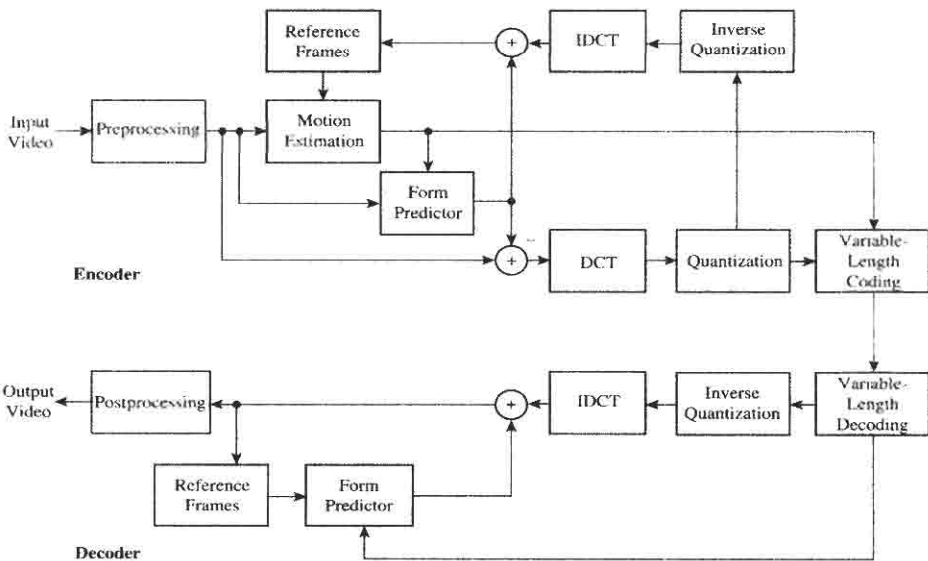 Reference
Frames
+
IDCT
Inverse
Quantization
Input
Video
Preprocessing
Motion
Estimation
Form
Predictor
–
Encoder
+
DCT
Quantization
Variable-
Length
Coding
Output
Video
Postprocessing
+
IDCT
Inverse
Quantization
Variable-
Length
Decoding
Reference
Frames
Form
Predictor
Decoder